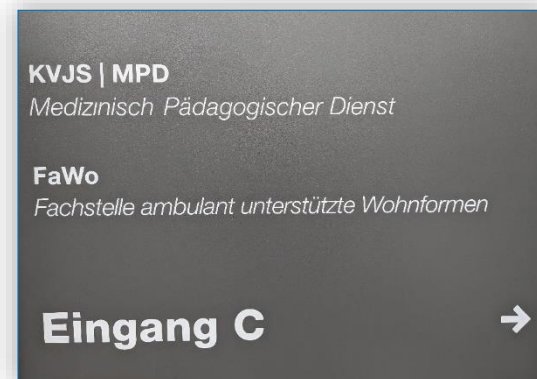 KVJS | MPD
Medizinisch Pädagogischer Dienst
FaWo
Fachstelle ambulant unterstützte Wohnformen
Eingang C →